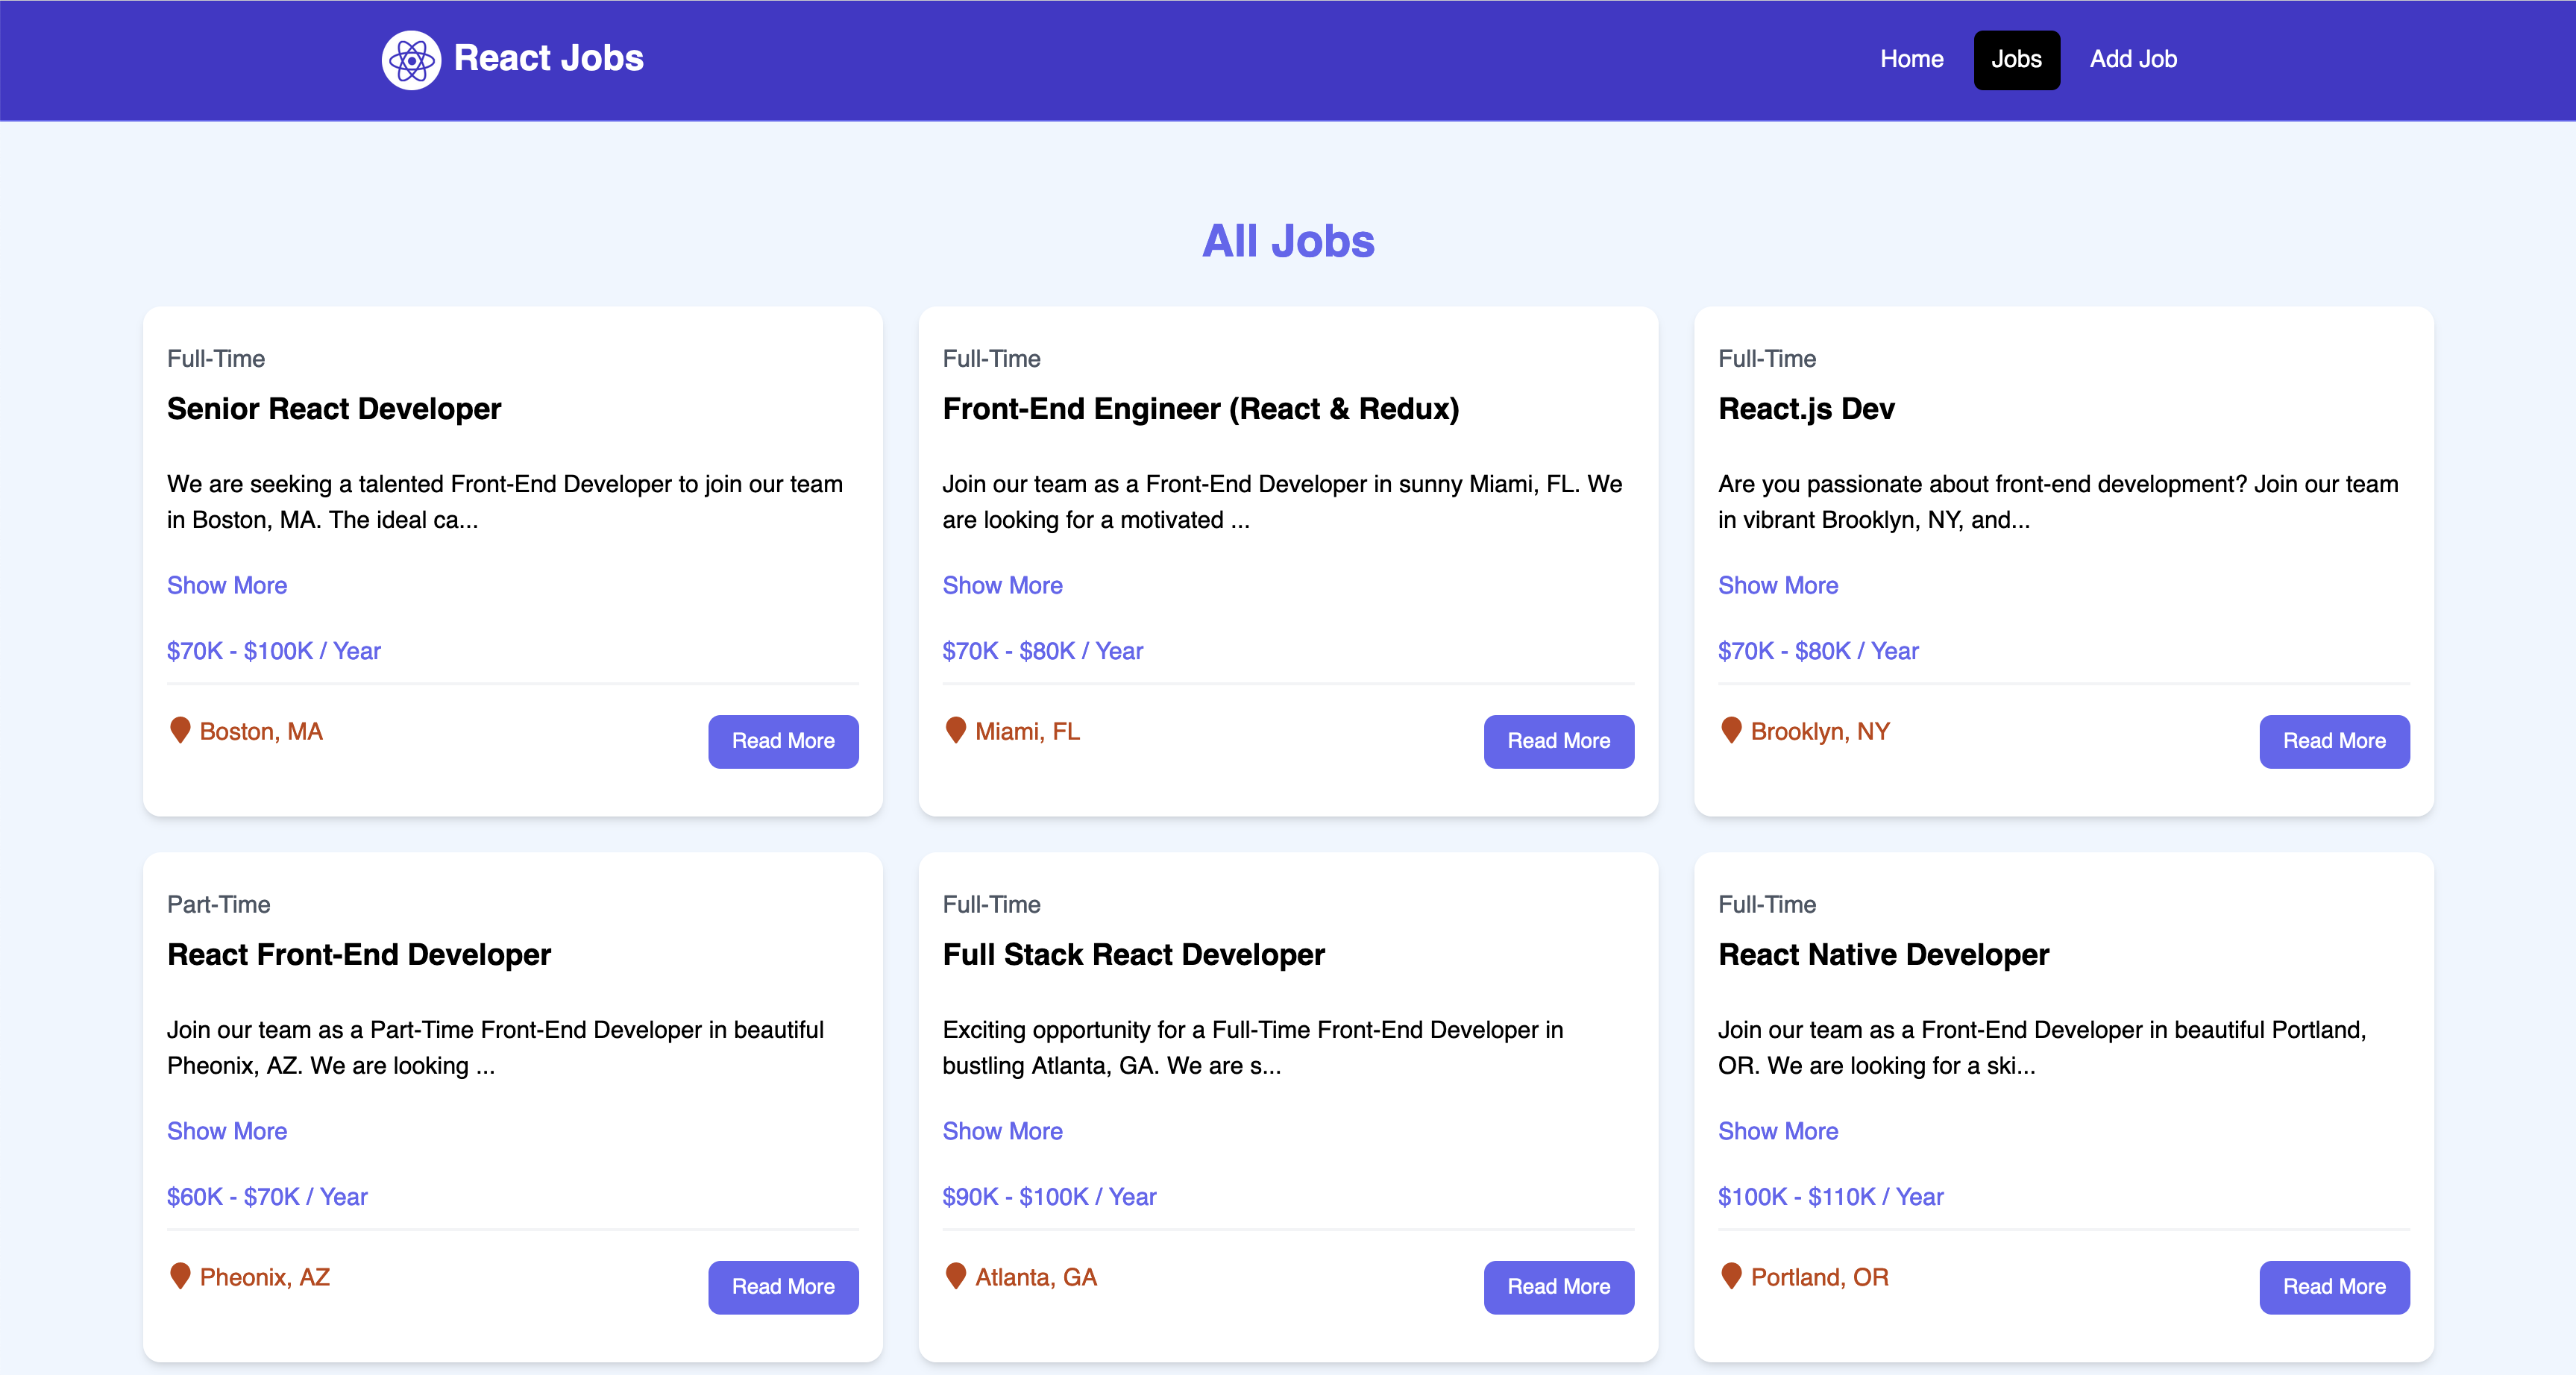 React Jobs
Home
Jobs
Add Job
All Jobs
Full-Time
Senior React Developer
We are seeking a talented Front-End Developer to join our team
in Boston, MA. The ideal ca...
Show More
$70K - $100K / Year
Boston, MA
Read More
Full-Time
Front-End Engineer (React & Redux)
Join our team as a Front-End Developer in sunny Miami, FL. We
are looking for a motivated ...
Show More
$70K - $80K / Year
Miami, FL
Read More
Full-Time
React.js Dev
Are you passionate about front-end development? Join our team
in vibrant Brooklyn, NY, and...
Show More
$70K - $80K / Year
Brooklyn, NY
Read More
Part-Time
React Front-End Developer
Join our team as a Part-Time Front-End Developer in beautiful
Pheonix, AZ. We are looking ...
Show More
$60K - $70K / Year
Pheonix, AZ
Read More
Full-Time
Full Stack React Developer
Exciting opportunity for a Full-Time Front-End Developer in
bustling Atlanta, GA. We are s...
Show More
$90K - $100K / Year
Atlanta, GA
Read More
Full-Time
React Native Developer
Join our team as a Front-End Developer in beautiful Portland,
OR. We are looking for a ski...
Show More
$100K - $110K / Year
Portland, OR
Read More